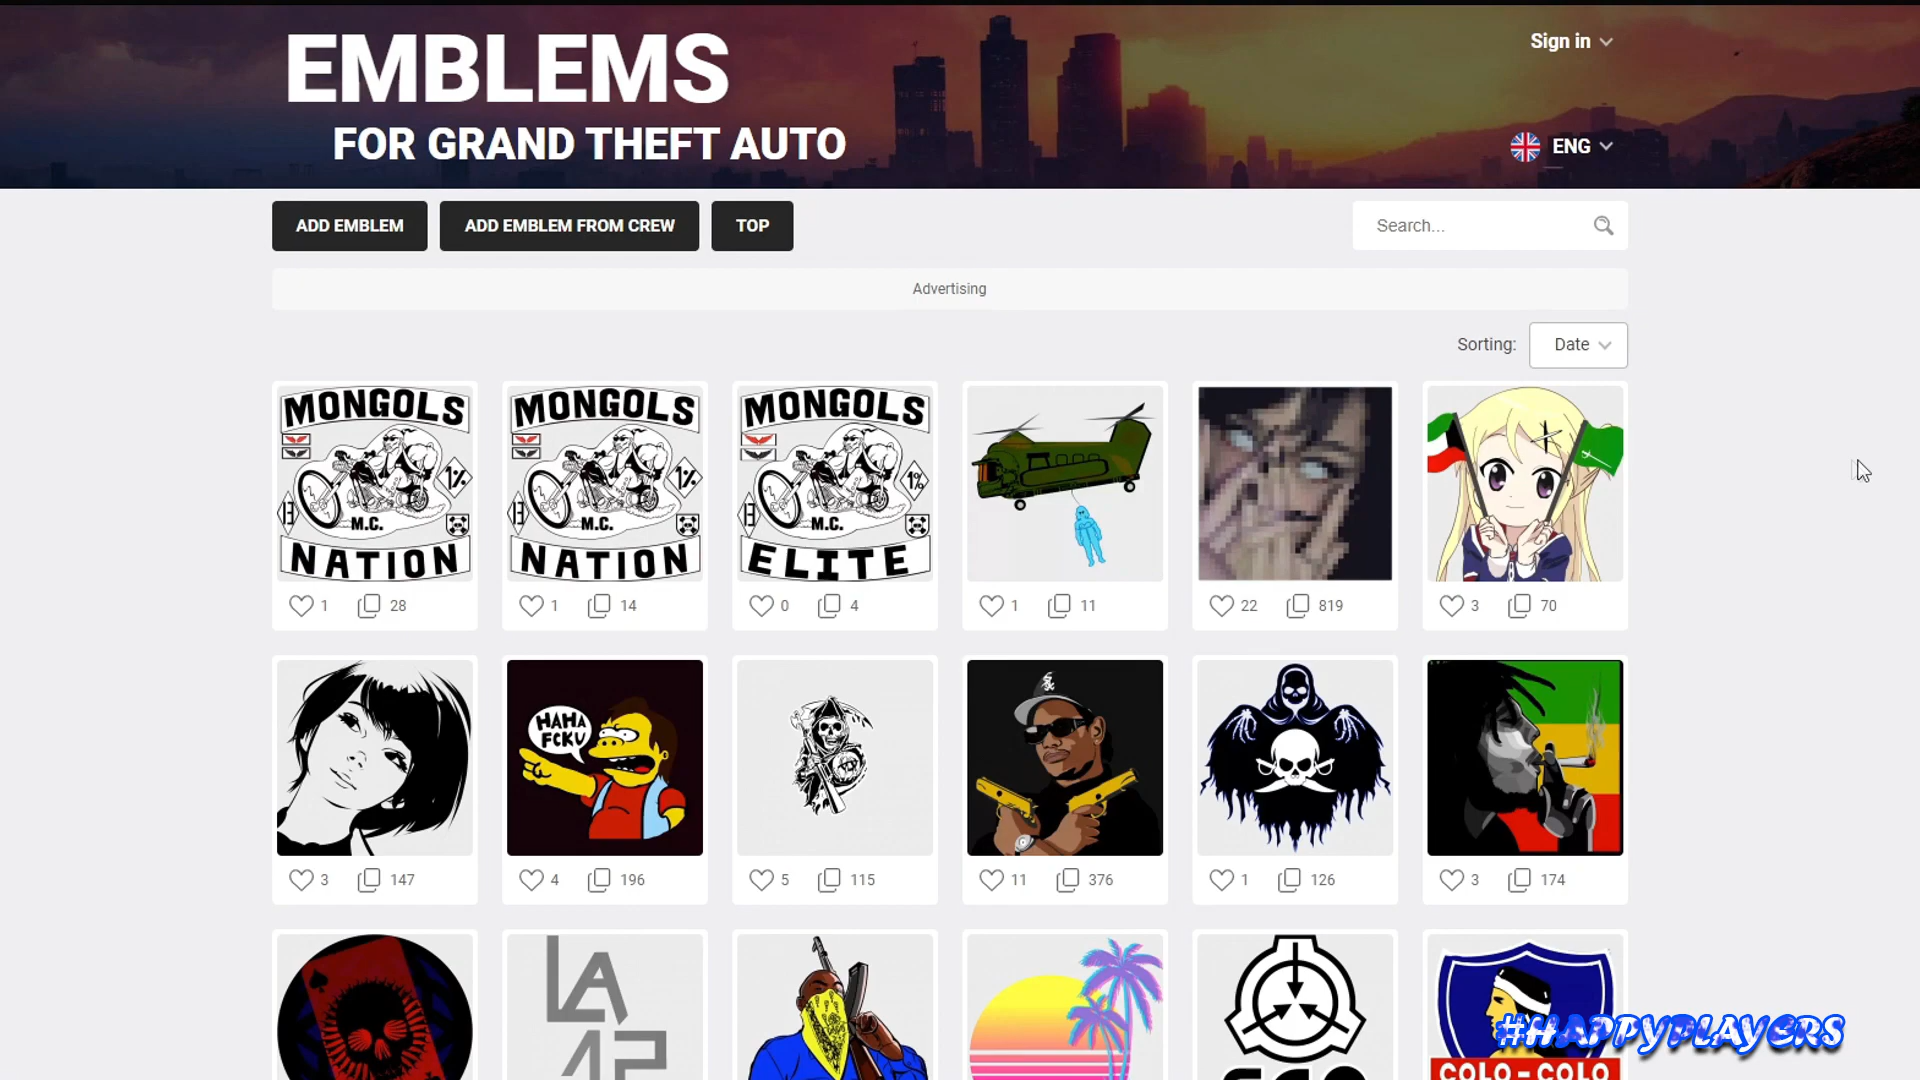 EMBLEMS
FOR GRAND THEFT AUTO
Sign in
ENG
ADD EMBLEM
ADD EMBLEM FROM CREW
TOP
Search...
Advertising
Sorting:
Date
MONGOLS
1%
13
M.C.
NATION
MONGOLS
1%
13
M.C.
NATION
MONGOLS
1%
13
M.C.
ELITE
1 28
1 14
0 4
1 11
22 819
3 70
HAHA
FCKU
3 147
4 196
5 115
11 376
1 126
3 174
LA
COLO-COLO
#HAPPYPLAYERS